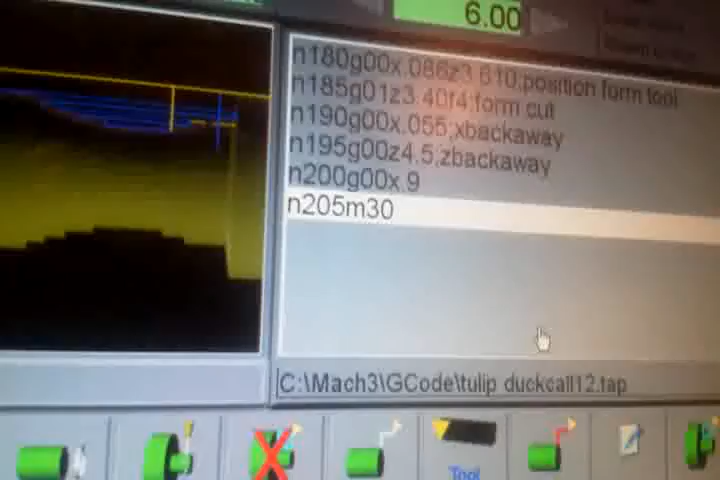 6.00
n180g00x.086z3.610;position form tool
n185g01z3.40f4;form cut
n190g00x.055;xbackaway
n195g00z4.5;zbackaway
n200g00x.9
n205m30
C:\Mach3\GCode\tulip duckcall12.tap
Tool